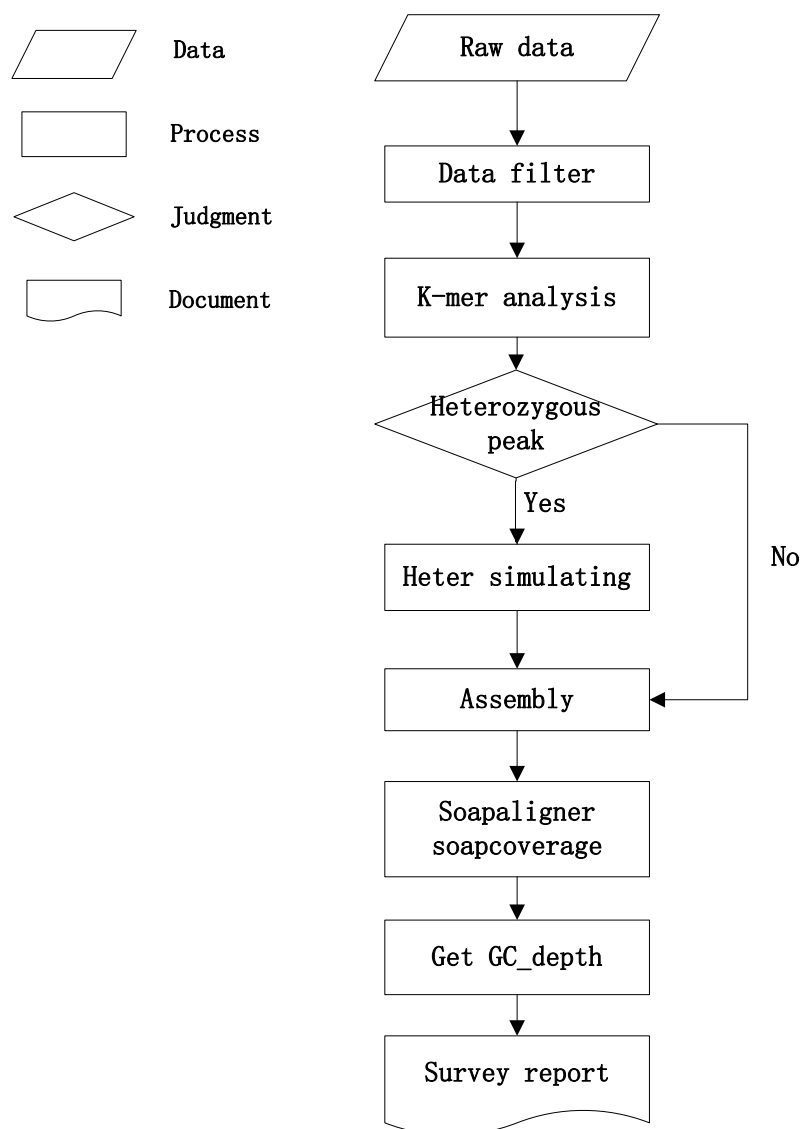 Data
Process
Judgment
Document
Raw data
Data filter
K-mer analysis
Heterozygous
peak
Yes
No
Heter simulating
Assembly
Soapaligner
soapcoverage
Get GC_depth
Survey report